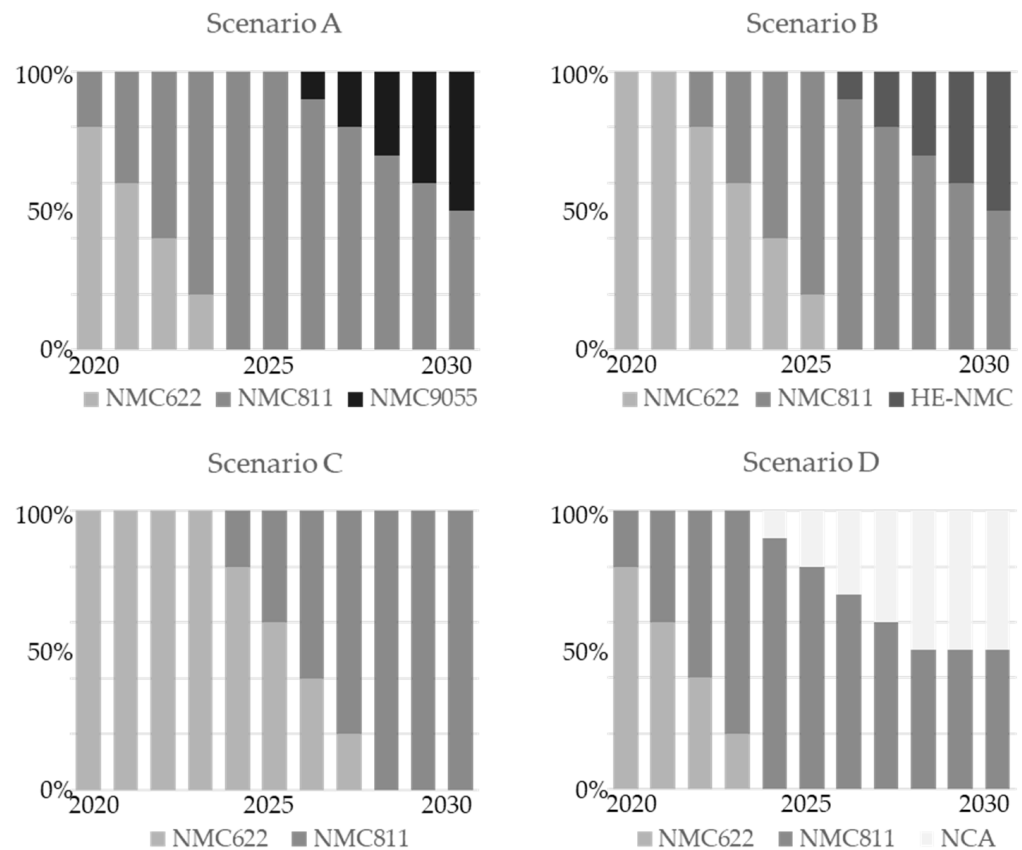 Scenario A
100%
50%
0%
2020 2025 2030
NMC622 NMC811 NMC9055
Scenario B
100%
50%
0%
2020 2025 2030
NMC622 NMC811 HE-NMC
Scenario C
100%
50%
0%
2020 2025 2030
NMC622 NMC811
Scenario D
100%
50%
0%
2020 2025 2030
NMC622 NMC811 NCA